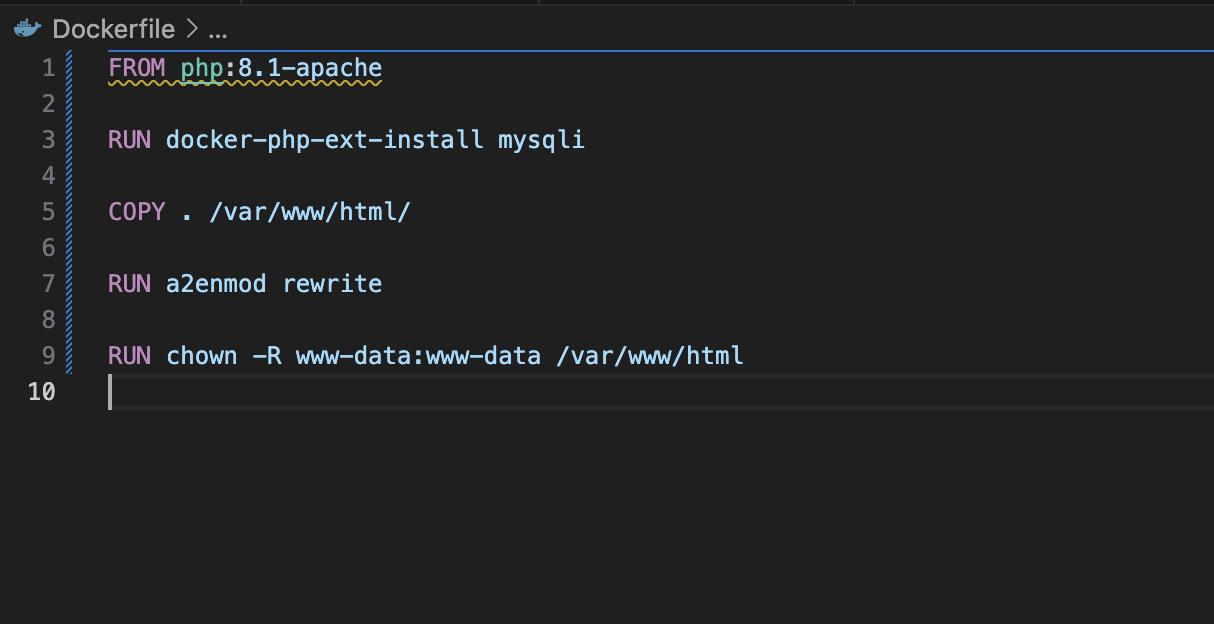 Dockerfile > ...
1 FROM php:8.1-apache
2
3 RUN docker-php-ext-install mysqli
4
5 COPY . /var/www/html/
6
7 RUN a2enmod rewrite
8
9 RUN chown -R www-data:www-data /var/www/html
10